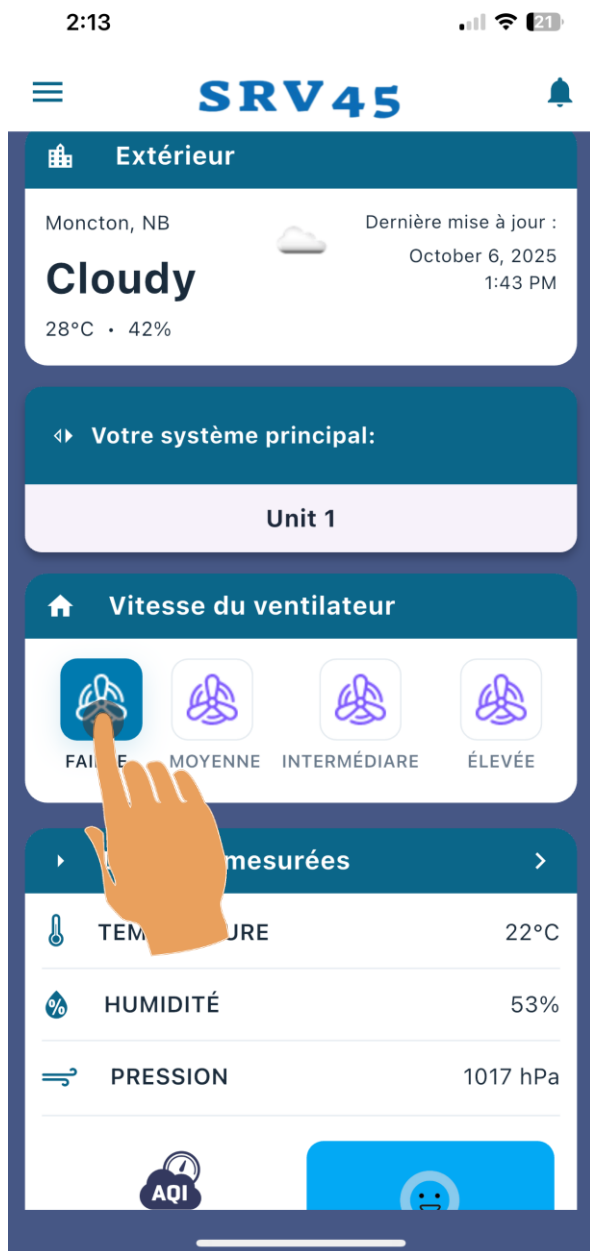 2:13
21
SRV45
Extérieur
Moncton, NB
Dernière mise à jour :
Cloudy
October 6, 2025
1:43 PM
28°C • 42%
Votre système principal:
Unit 1
Vitesse du ventilateur
MOYENNE
INTERMÉDIARE
ÉLEVÉE
mesurées
22°C
%
HUMIDITÉ
53%
PRESSION
1017 hPa
AQI